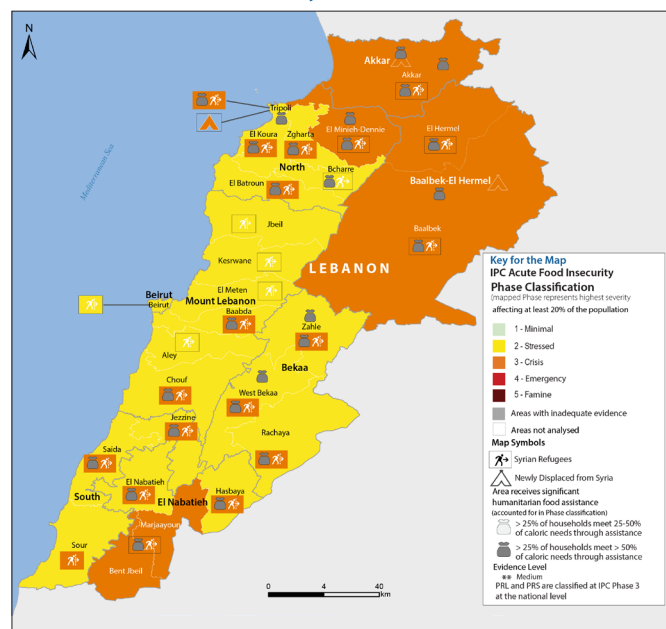 N
Akkar
Akkar
Tripoli
El Minieh-Dennie
El Hermel
El Koura
Zgharta
North
Bcharre
El Batroun
Baalbek-El Hermel
Mediterranean Sea
Jbeil
Baalbek
Kesrwane
LEBANON
El Meten
Beirut
Beirut
Mount Lebanon
Baabda
Zahle
Aley
Bekaa
Chouf
West Bekaa
Jezzine
Rachaya
Saida
El Nabatieh
South
El Nabatieh
Hasbaya
Marjaayoun
Sour
Bent Jbeil
0 4 40
km
Key for the Map
IPC Acute Food Insecurity
Phase Classification
(mapped Phase represents highest severity
affecting at least 20% of the populIation
1 - Minimal
2 - Stressed
3 - Crisis
4 - Emergency
5 - Famine
Areas with inadequate evidence
Areas not analysed
Map Symbols
Syrian Refugees
Newly Displaced from Syria
Area receives significant
humanitarian food assistance
(accounted for in Phase classification)
> 25% of households meet 25-50%
of caloric needs through assistance
> 25% of households meet > 50%
of caloric needs through assistance
Evidence Level
** Medium
PRL and PRS are classified at IPC Phase 3
at the national level